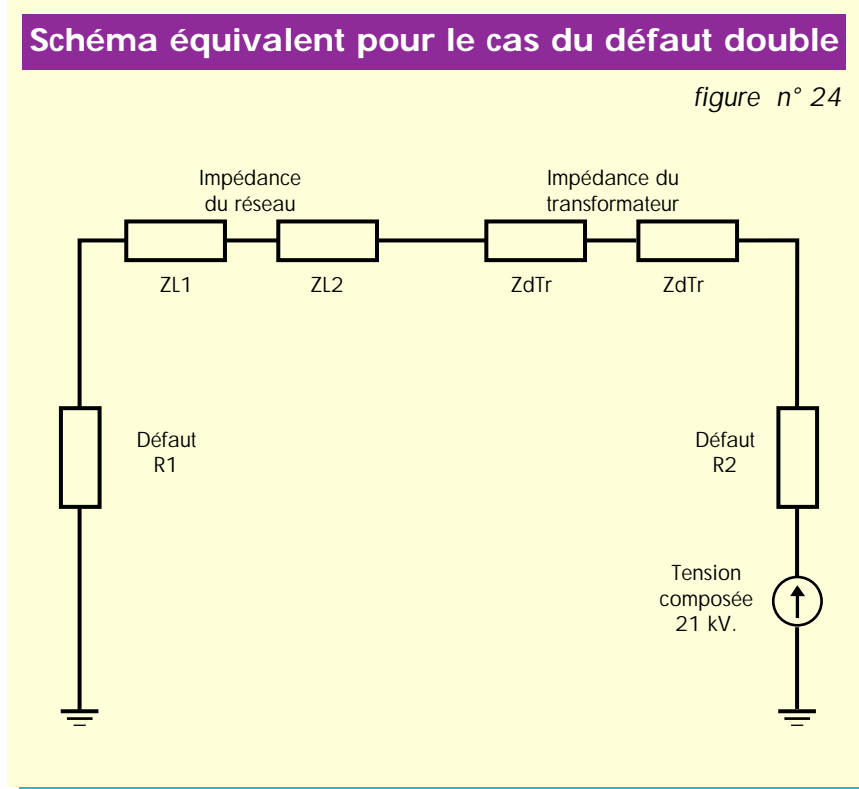 Schéma équivalent pour le cas du défaut double
figure n° 24
Impédance
du réseau
Impédance du
transformateur
ZL1
ZL2
ZdTr
ZdTr
Défaut
R1
Défaut
R2
Tension
composée
21 kV.